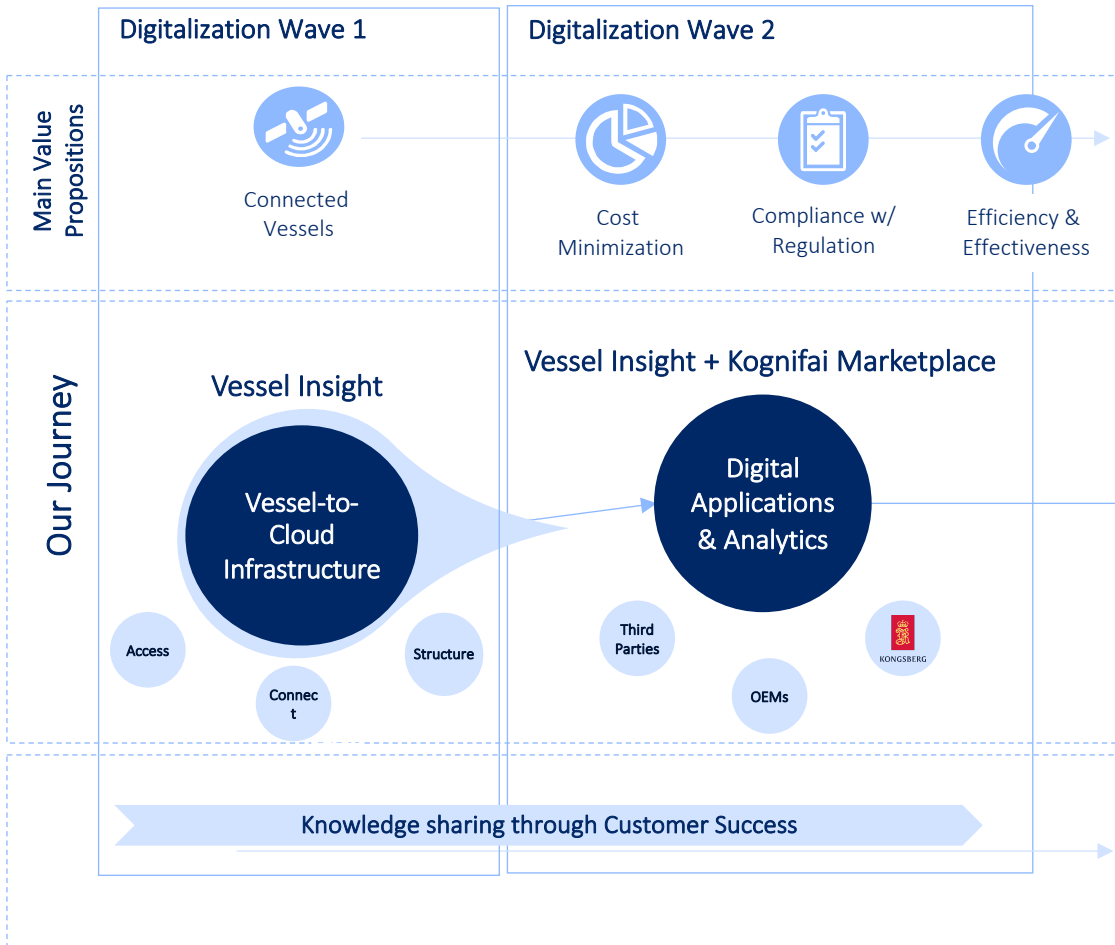 Digitalization Wave 1
Digitalization Wave 2
Main Value
Propositions
Connected
Vessels
Cost
Minimization
Compliance w/
Regulation
Efficiency &
Effectiveness
Our Journey
Vessel Insight
Vessel-to-
Cloud
Infrastructure
Access
Connec
t
Structure
Vessel Insight + Kognifai Marketplace
Digital
Applications
& Analytics
Third
Parties
OEMs
KONGSBERG
Knowledge sharing through Customer Success